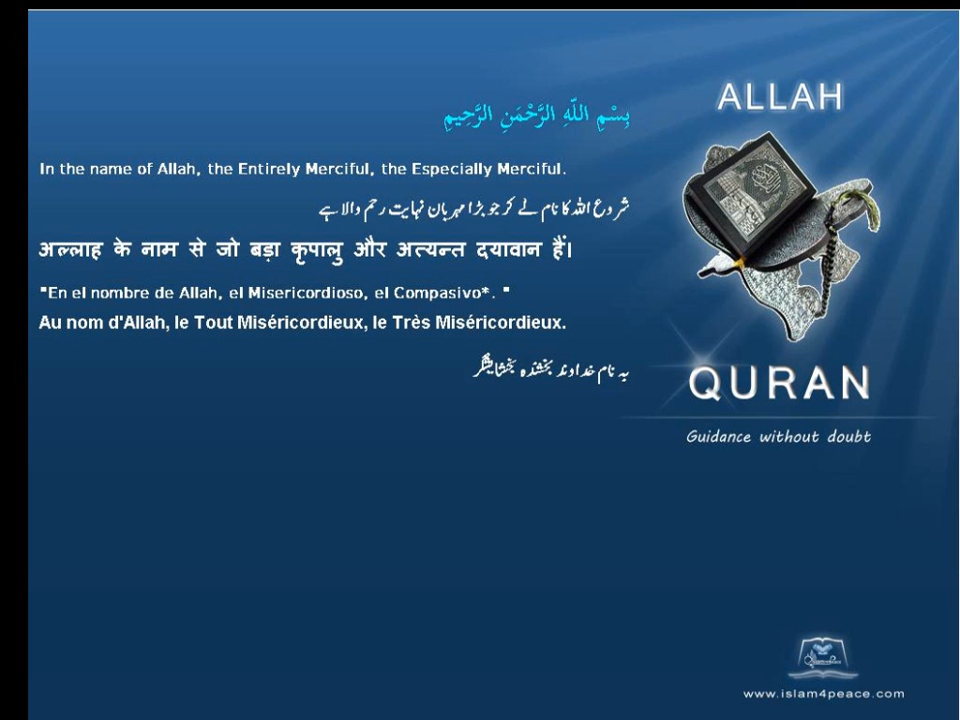 بِسْمِ اللّهِ الرَّحْمَنِ الرَّحِيمِ
In the name of Allah, the Entirely Merciful, the Especially Merciful.
شروع الله کا نام لے کر جو بڑا مہربان نہایت رحم والا ہے
अल्लाह के नाम से जो बड़ा कृपालु और अत्यन्त दयावान हैं।
"En el nombre de Allah, el Misericordioso, el Compasivo*. "
Au nom d'Allah, le Tout Miséricordieux, le Très Miséricordieux.
به نام خداوند بخشنده بخشایشگر
ALLAH
QURAN
Guidance without doubt
www.islam4peace.com